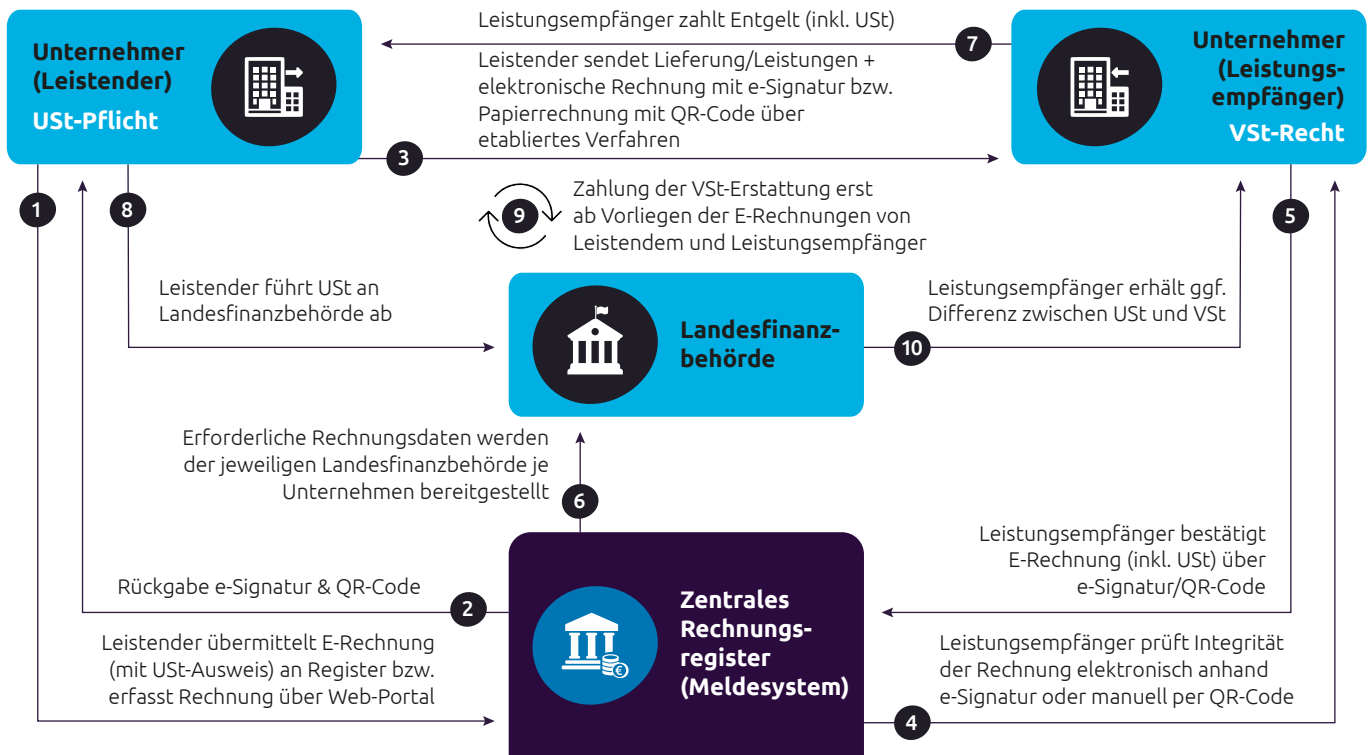 Leistungsempfänger zahlt Entgelt (inkl. USt)
7
Unternehmer
(Leistender)
USt-Pflicht
Leistender sendet Lieferung/Leistungen +
elektronische Rechnung mit e-Signatur bzw.
Papierrechnung mit QR-Code über
etabliertes Verfahren
3
Unternehmer
(Leistungs-
empfänger)
VSt-Recht
1
8
9
Zahlung der VSt-Erstattung erst
ab Vorliegen der E-Rechnungen von
Leistendem und Leistungsempfänger
5
Leistender führt USt an
Landesfinanzbehörde ab
Landesfinanz-
behörde
Leistungsempfänger erhält ggf.
Differenz zwischen USt und VSt
10
Erforderliche Rechnungsdaten werden
der jeweiligen Landesfinanzbehörde je
Unternehmen bereitgestellt
6
Leistungsempfänger bestätigt
E-Rechnung (inkl. USt) über
e-Signatur/QR-Code
Rückgabe e-Signatur & QR-Code
2
Zentrales
Rechnungs-
register
(Meldesystem)
€
Leistender übermittelt E-Rechnung
(mit USt-Ausweis) an Register bzw.
erfasst Rechnung über Web-Portal
Leistungsempfänger prüft Integrität
der Rechnung elektronisch anhand
e-Signatur oder manuell per QR-Code
4